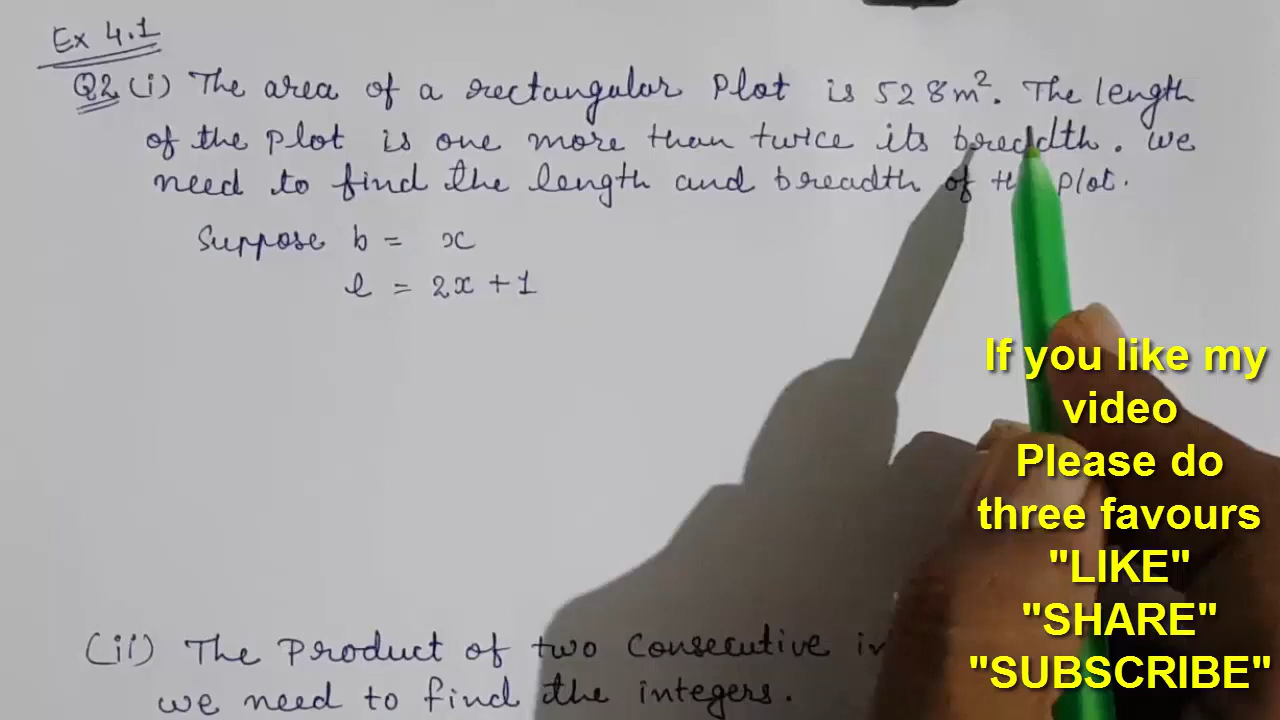 Ex 4.1
Q2 (i) The area of a rectangular Plot is 528m². The length
of the plot is one more than twice its breadth. We
need to find the length and breadth of the plot.
Suppose b = x
l = 2x + 1
If you like my
video
Please do
three favours
"LIKE"
"SHARE"
"SUBSCRIBE"
(ii) The Product of two Consecutive
we need to find the integers.